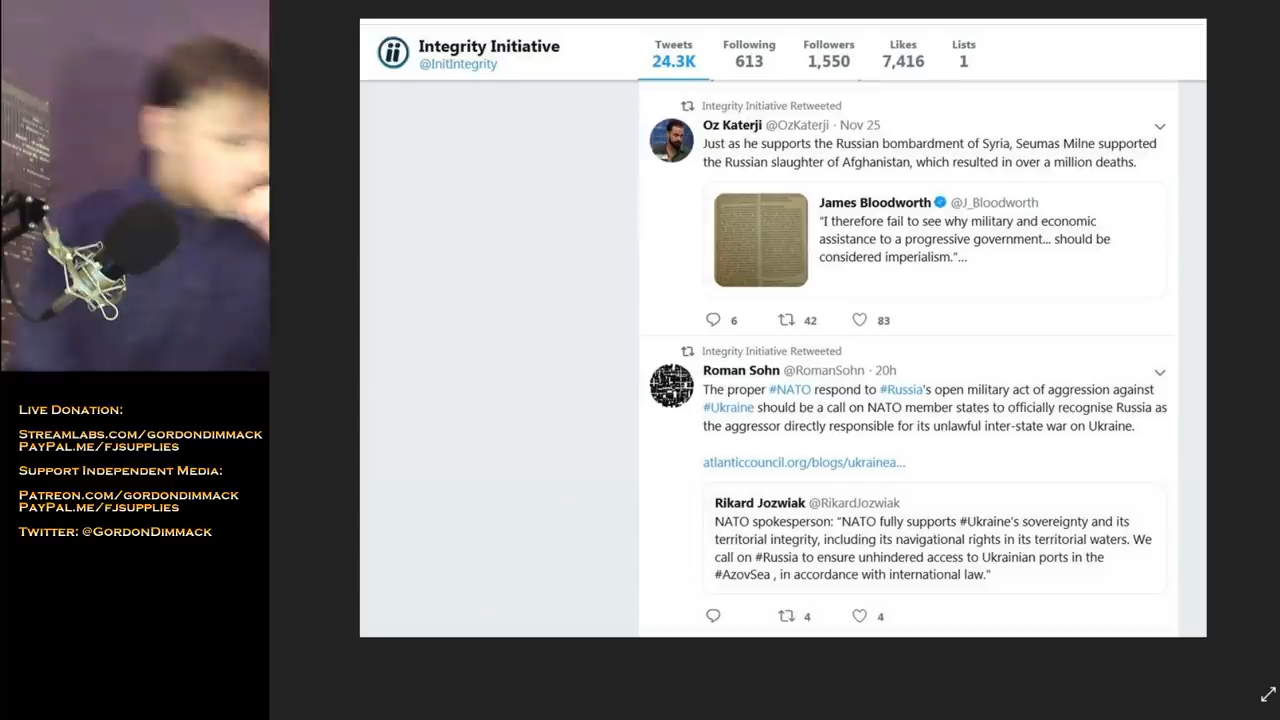 Integrity Initiative
@InitIntegrity
Tweets Following Followers Likes Lists
24.3K 613 1,550 7,416 1
Integrity Initiative Retweeted
Oz Katerji @OzKaterji · Nov 25
Just as he supports the Russian bombardment of Syria, Seumas Milne supported
the Russian slaughter of Afghanistan, which resulted in over a million deaths.
James Bloodworth @J_Bloodworth
"I therefore fail to see why military and economic
assistance to a progressive government... should be
considered imperialism."...
6 42 83
Integrity Initiative Retweeted
Roman Sohn @RomanSohn · 20h
The proper #NATO respond to #Russia's open military act of aggression against
#Ukraine should be a call on NATO member states to officially recognise Russia as
the aggressor directly responsible for its unlawful inter-state war on Ukraine.
atlanticcouncil.org/blogs/ukrainea...
Rikard Jozwiak @RikardJozwiak
NATO spokesperson: "NATO fully supports #Ukraine's sovereignty and its
territorial integrity, including its navigational rights in its territorial waters. We
call on #Russia to ensure unhindered access to Ukrainian ports in the
#AzovSea , in accordance with international law."
4 4
Live Donation:
Streamlabs.com/gordondimmack
PayPal.me/fjsupplies
Support Independent Media:
Patreon.com/gordondimmack
PayPal.me/fjsupplies
Twitter: @GordonDimmack